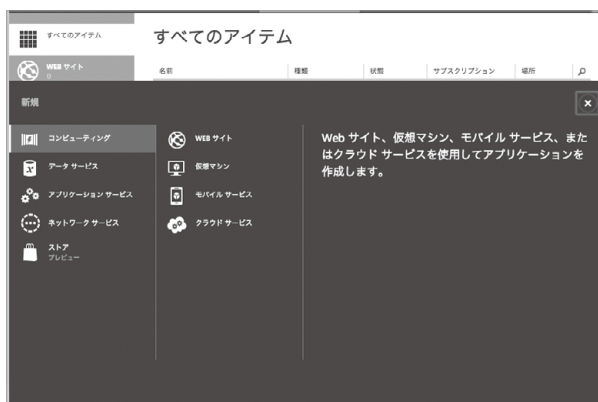 すべてのアイテム
すべてのアイテム
WEB サイト
0
名前
種類
状態
サブスクリプション
場所
新規
コンピューティング
データ サービス
アプリケーション サービス
ネットワーク サービス
ストア
プレビュー
WEB サイト
仮想マシン
モバイル サービス
クラウド サービス
Web サイト、仮想マシン、モバイル サービス、また
はクラウド サービスを使用してアプリケーションを
作成します。